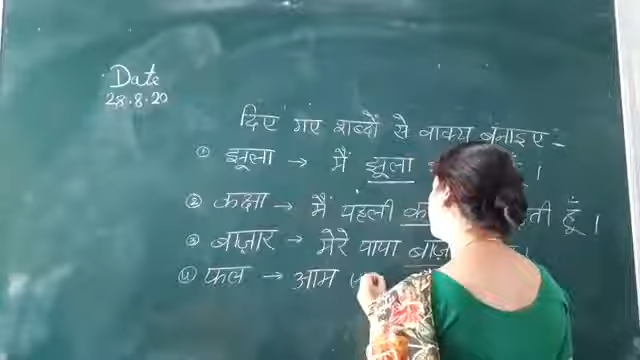 Date
28.8.20
दिए गए शब्दों से वाक्य बनाइए -
① झूला → मैं झूला
② कक्षा → मैं पहली हूँ।
③ बाज़ार → मेरे पापा
④ फल → आम